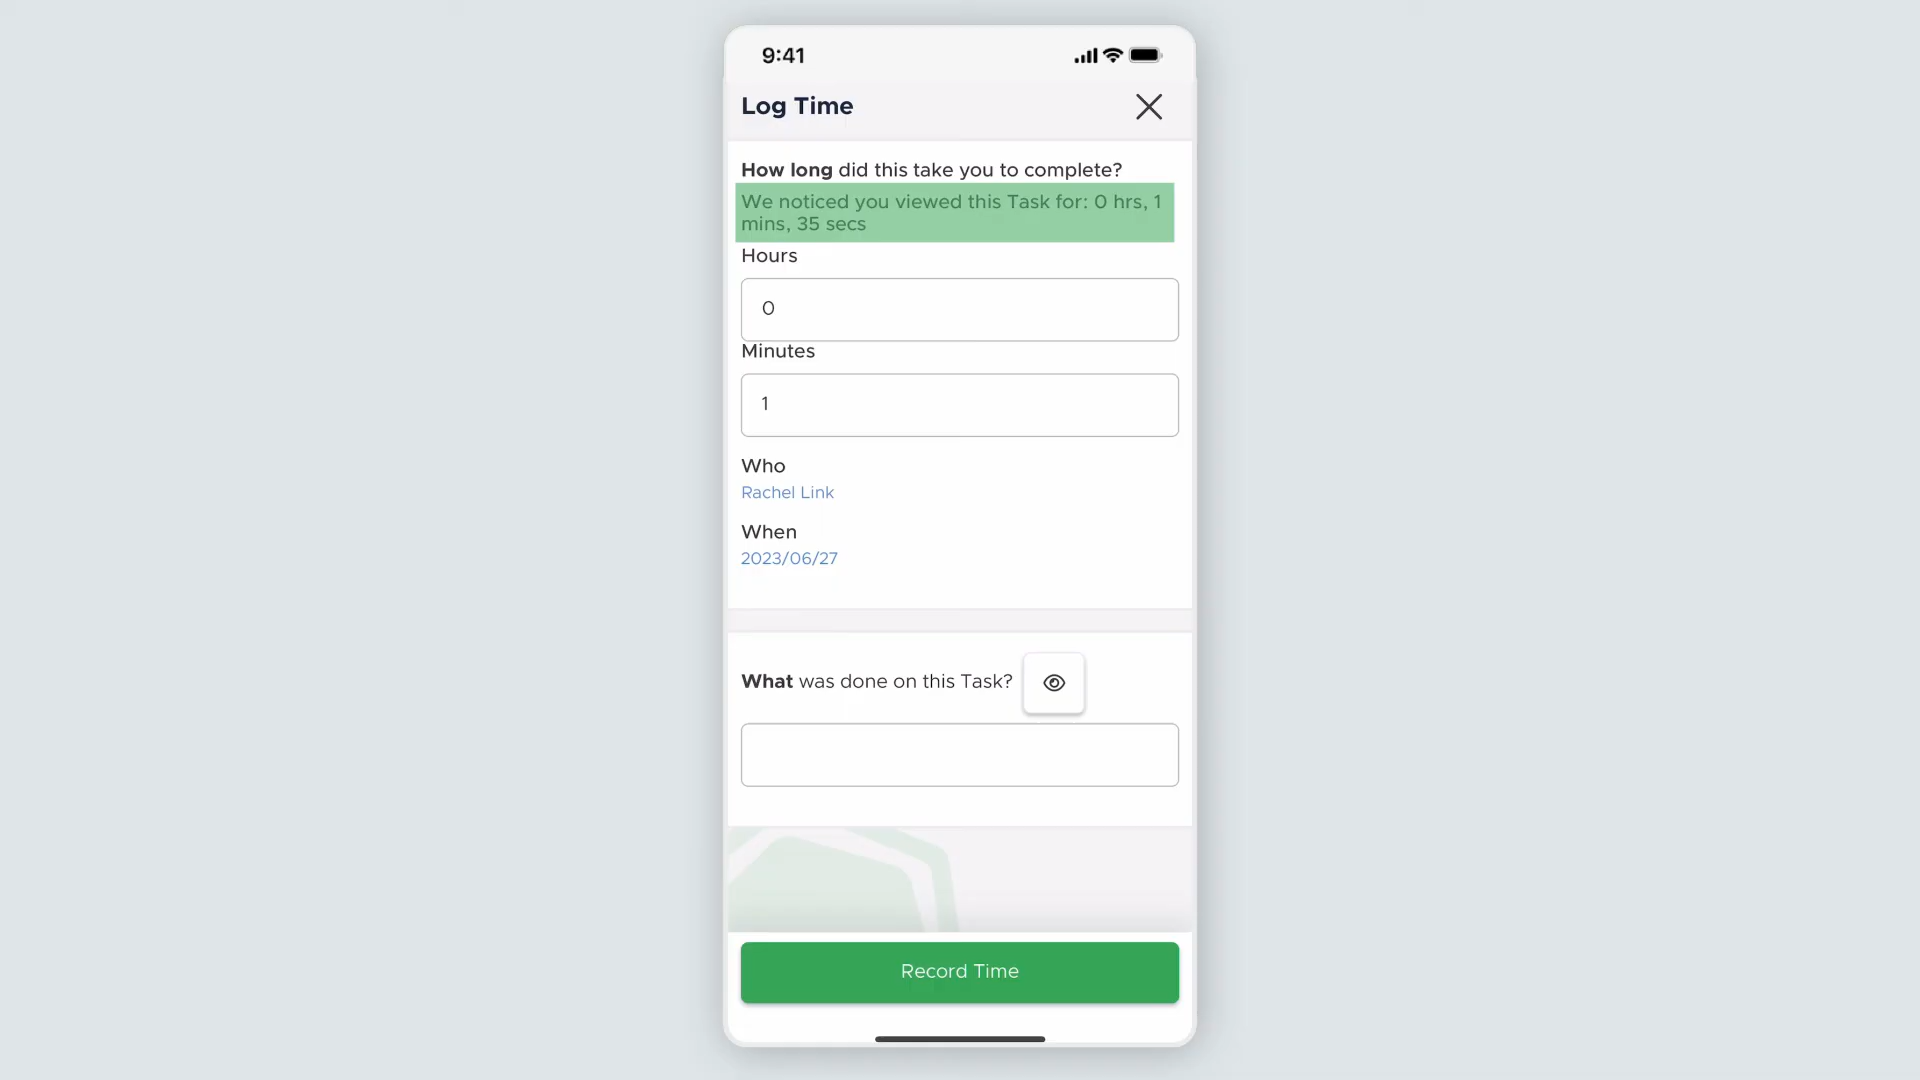 9:41
Log Time
How long did this take you to complete?
We noticed you viewed this Task for: 0 hrs, 1
mins, 35 secs
Hours
0
Minutes
1
Who
Rachel Link
When
2023/06/27
What was done on this Task?
Record Time